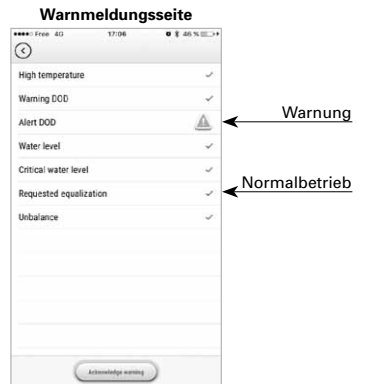 Warnmeldungsseite
Free 4G 17:06 46 %
High temperature
Warning DOD
Alert DOD
Warnung
Water level
Critical water level
Requested equalization
Normalbetrieb
Unbalance
Acknowledge warning